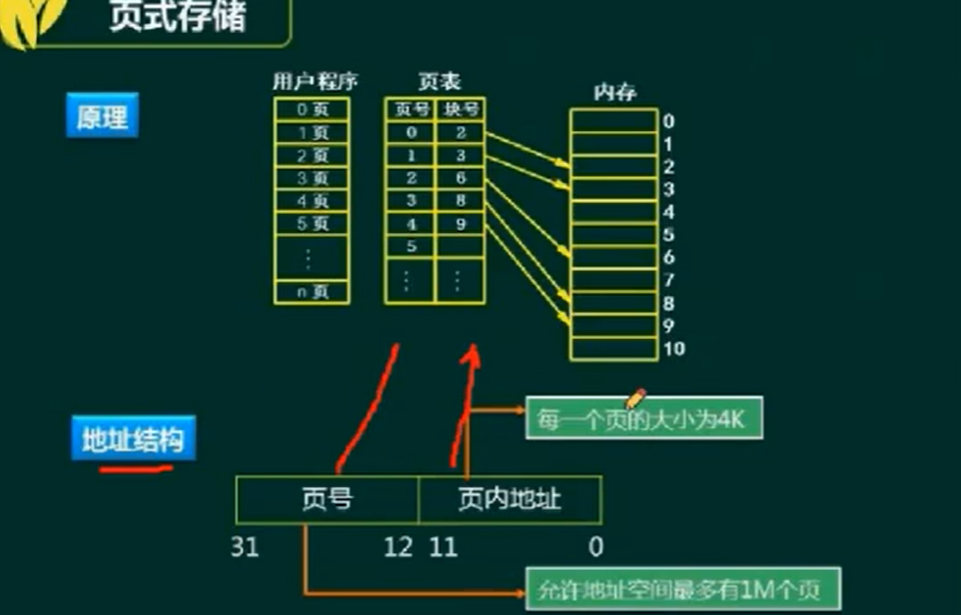 页式存储
原理
用户程序
0 页
1 页
2 页
3 页
4 页
5 页
⋮
n 页
页表
页号 块号
0 2
1 3
2 6
3 8
4 9
5
⋮ ⋮
内存
0
1
2
3
4
5
6
7
8
9
10
每一个页的大小为4K
地址结构
页号 页内地址
31 12 11 0
允许地址空间最多有1M个页